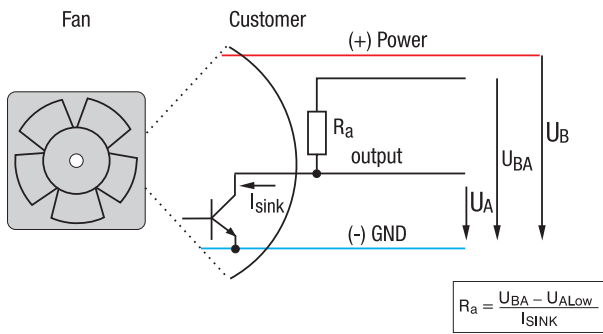 Fan
Customer
(+) Power
Ra
UB
UBA
output
Isink
UA
(-) GND
Ra = UBA – UALow / ISINK